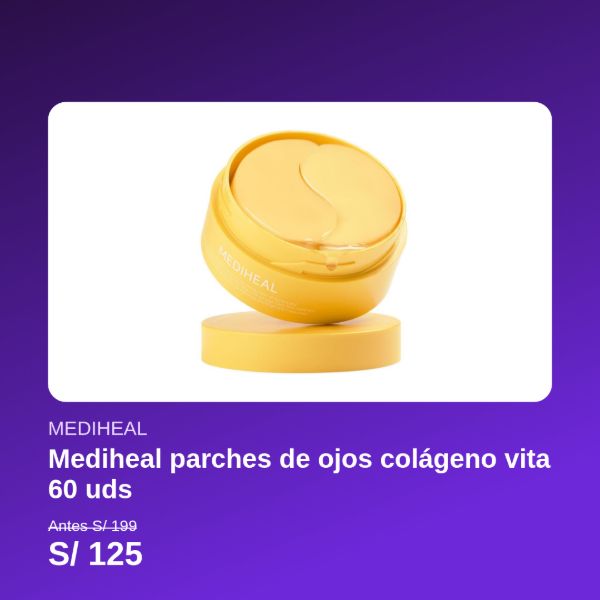 MEDIHEAL
MEDIHEAL
Mediheal parches de ojos colágeno vita
60 uds
Antes S/ 199
S/ 125